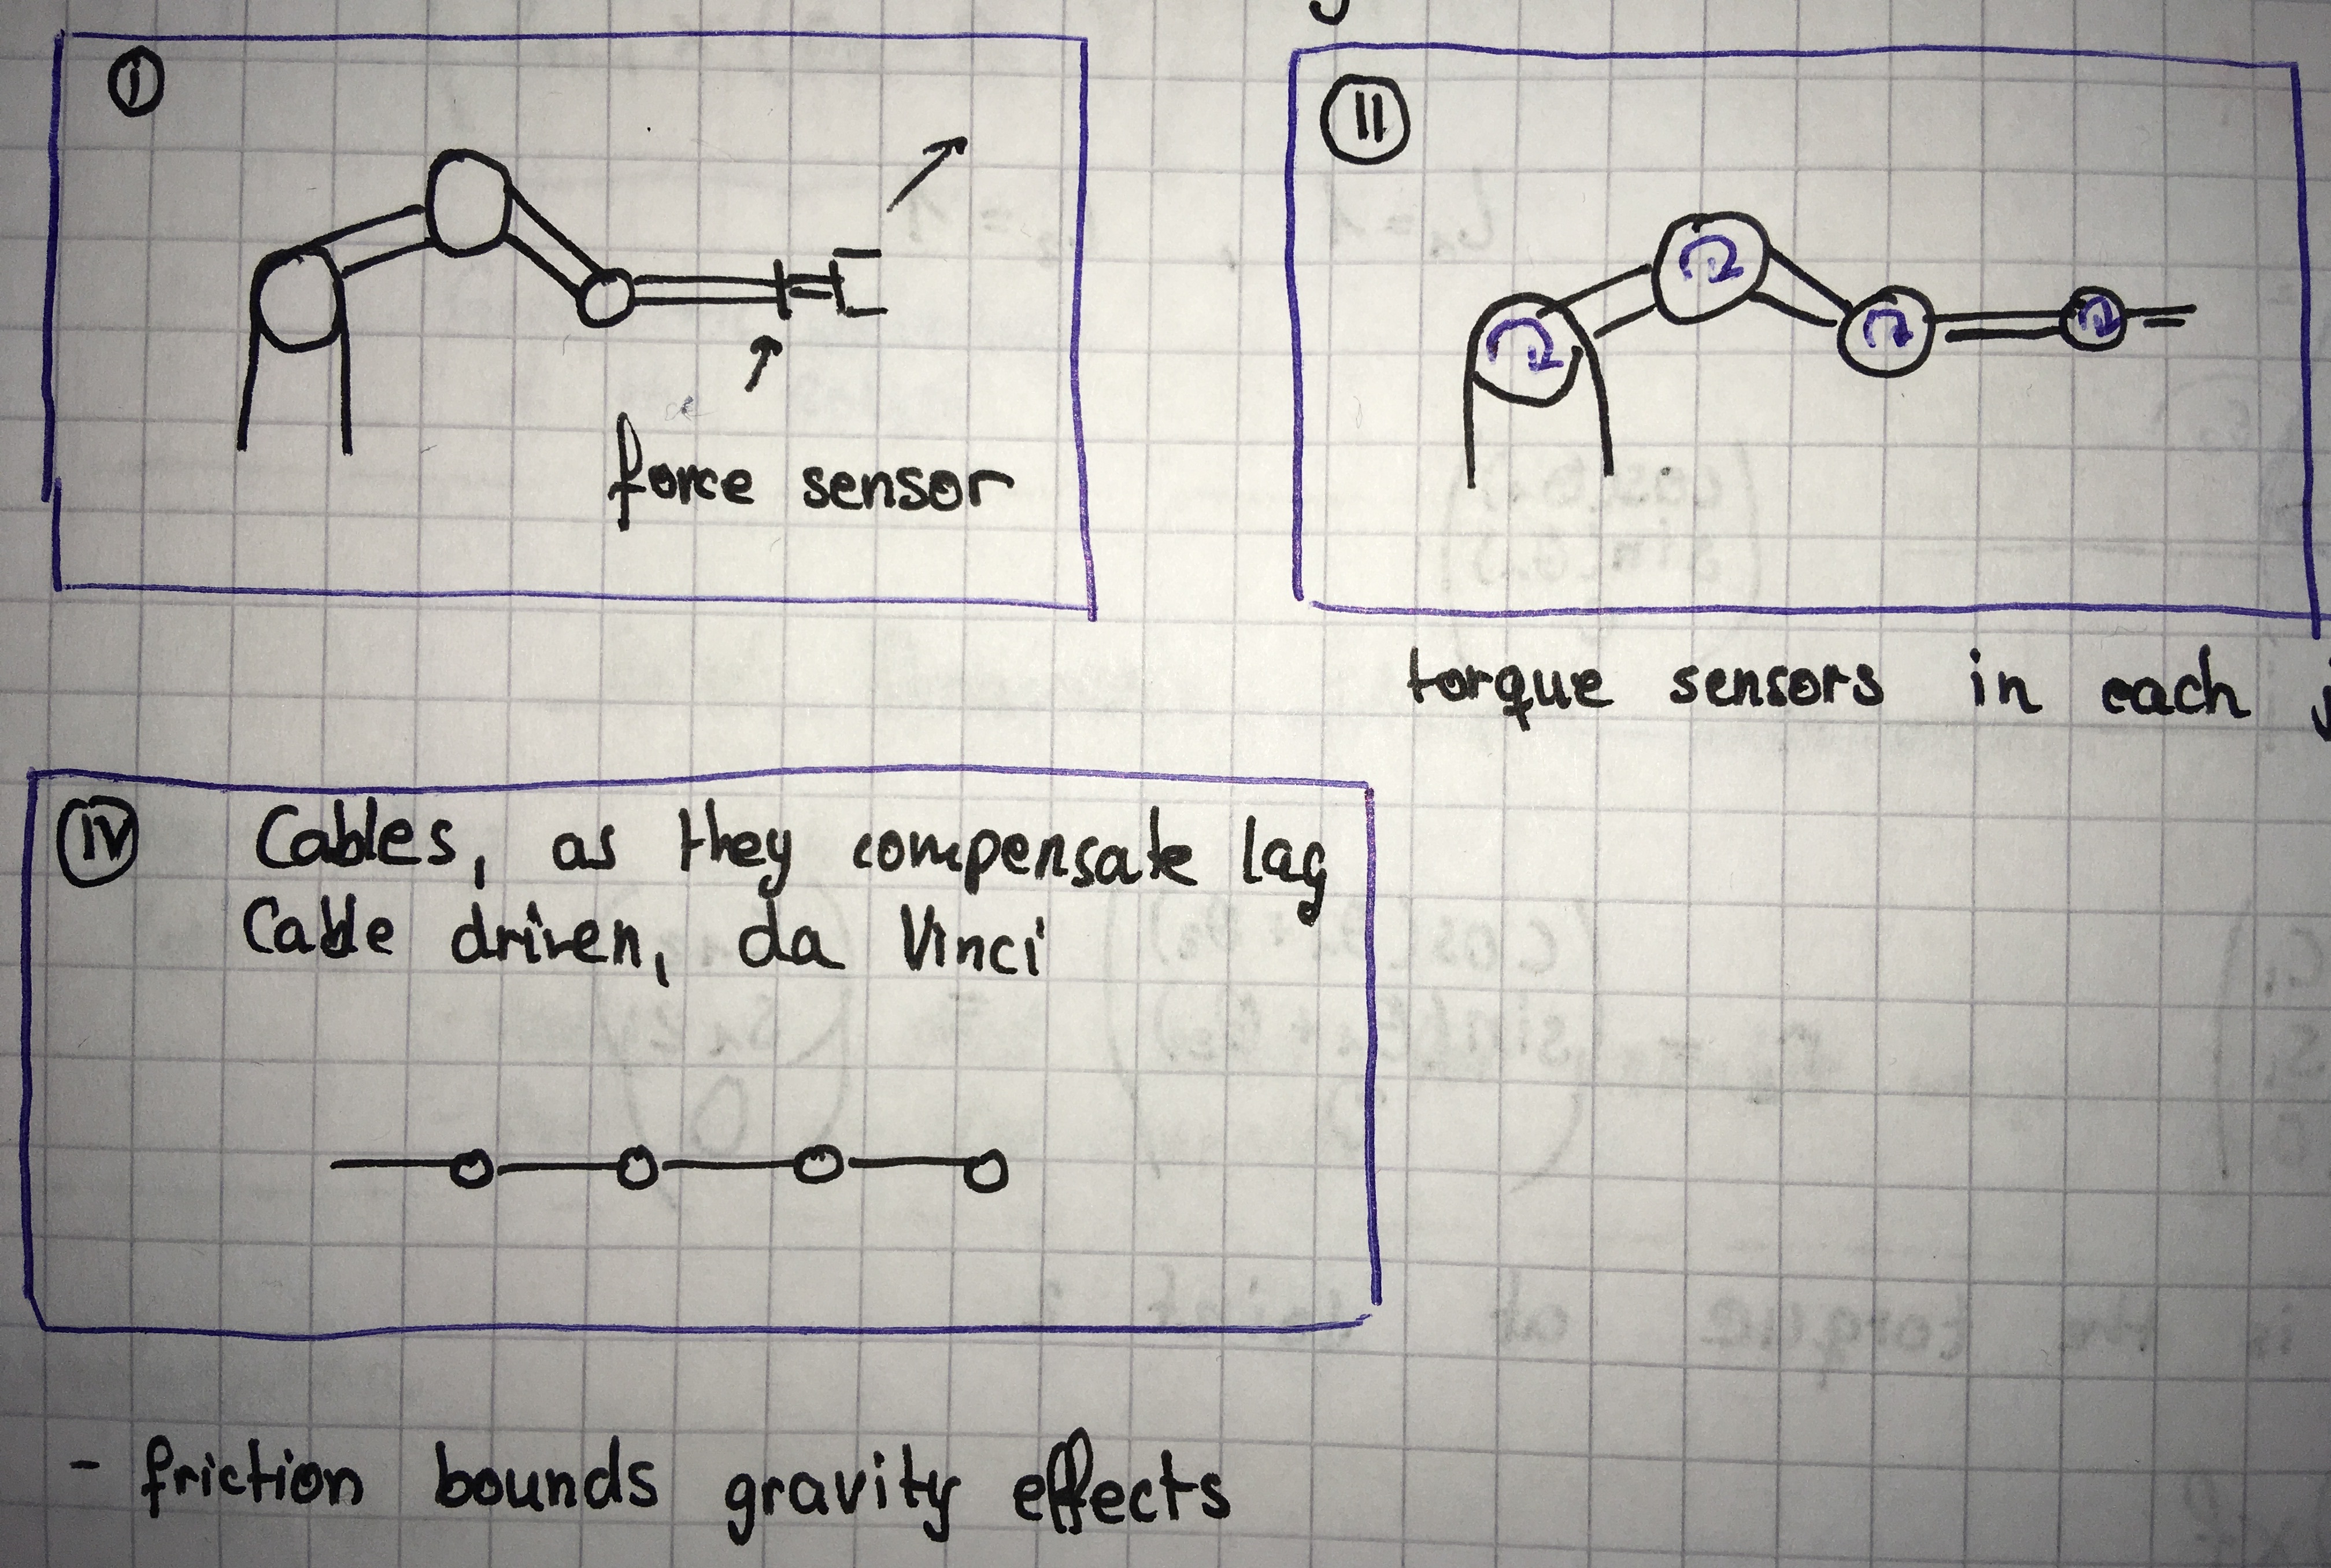 I
force sensor
II
torque sensors in each
IV
Cables, as they compensate lag
Cable driven, da Vinci
- friction bounds gravity effects